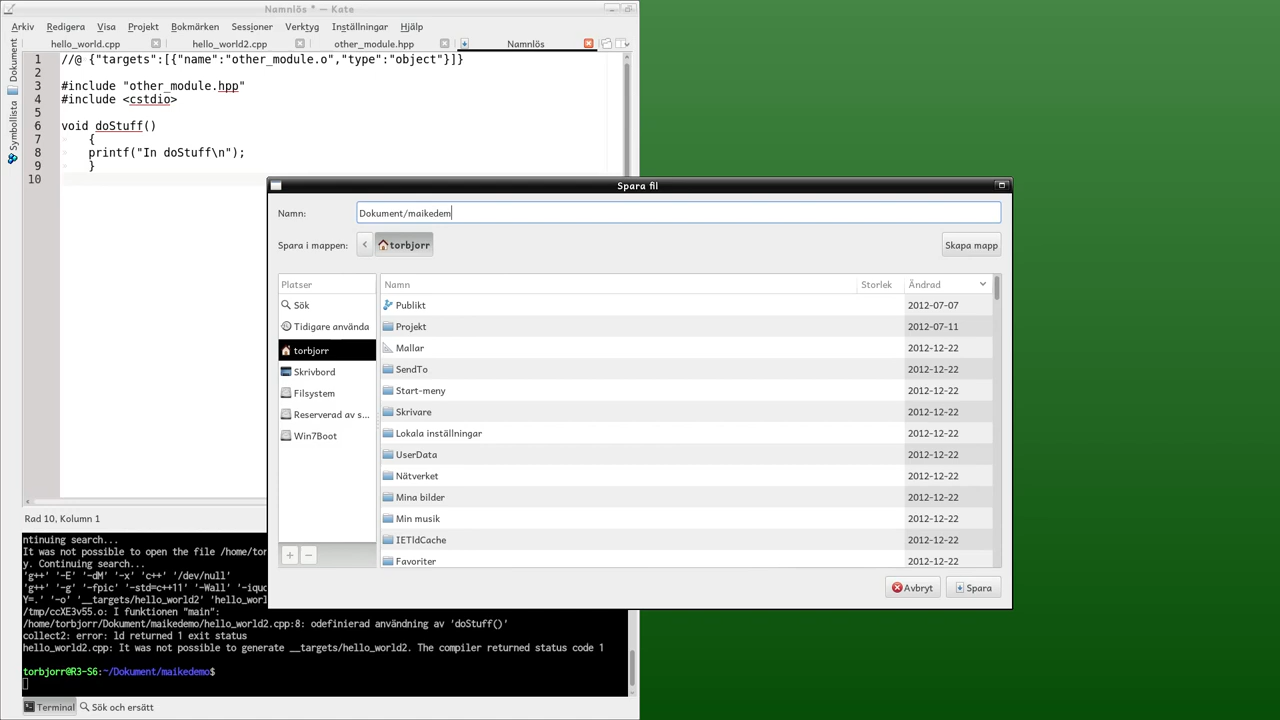 Namnlös * — Kate
Arkiv Redigera Visa Projekt Bokmärken Sessioner Verktyg Inställningar Hjälp
hello_world.cpp hello_world2.cpp other_module.hpp Namnlös
Dokument
Symbollista
1 //@ {"targets":[{"name":"other_module.o","type":"object"}]}
2
3 #include "other_module.hpp"
4 #include <cstdio>
5
6 void doStuff()
7 {
8 printf("In doStuff\n");
9 }
10
Spara fil
Namn: Dokument/maikedem
Spara i mappen: torbjorr Skapa mapp
Platser Namn Storlek Ändrad
Sök Publikt 2012-07-07
Tidigare använda Projekt 2012-07-11
torbjorr Mallar 2012-12-22
Skrivbord SendTo 2012-12-22
Filsystem Start-meny 2012-12-22
Reserverad av s... Skrivare 2012-12-22
Win7Boot Lokala inställningar 2012-12-22
UserData 2012-12-22
Nätverket 2012-12-22
Mina bilder 2012-12-22
Min musik 2012-12-22
IETldCache 2012-12-22
Favoriter 2012-12-22
Avbryt Spara
Rad 10, Kolumn 1
ntinuing search...
It was not possible to open the file /home/tor
y. Continuing search...
'g++' '-E' '-dM' '-x' 'c++' '/dev/null'
'g++' '-g' '-fpic' '-std=c++11' '-Wall' '-iquo
Y=.' '-o' '__targets/hello_world2' 'hello_worl
/tmp/ccXE3v55.o: I funktionen "main":
/home/torbjorr/Dokument/maikedemo/hello_world2.cpp:8: odefinierad användning av 'doStuff()'
collect2: error: ld returned 1 exit status
hello_world2.cpp: It was not possible to generate __targets/hello_world2. The compiler returned status code 1
torbjorr@R3-S6:~/Dokument/maikedemo$
Terminal Sök och ersätt